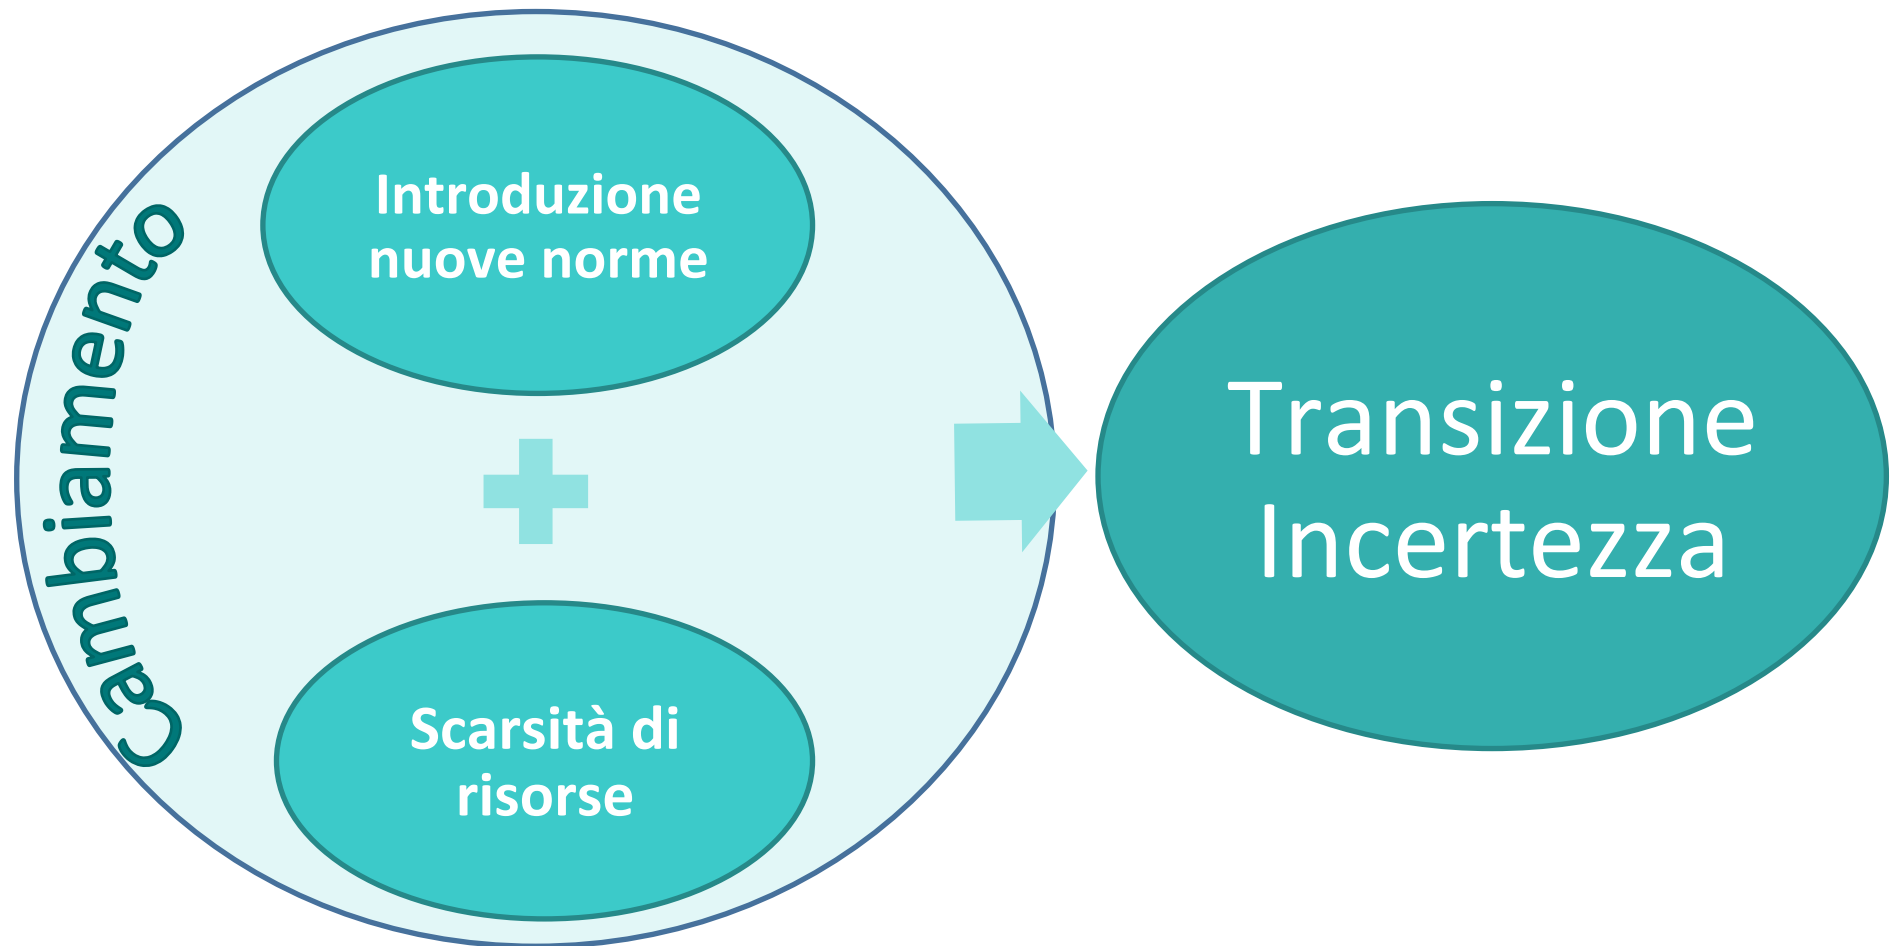 Cambiamento
Introduzione
nuove norme
Scarsità di
risorse
Transizione
Incertezza